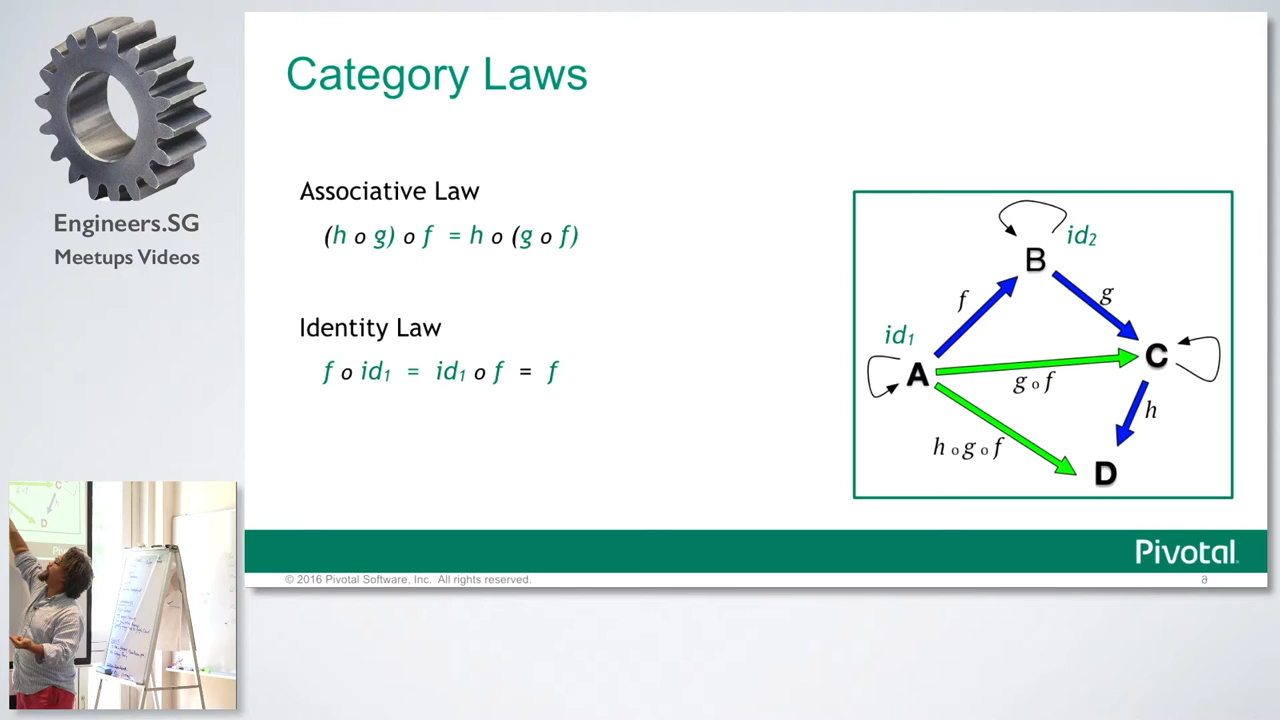 Engineers.SG
Meetups Videos
Category Laws
Associative Law
(h o g) o f = h o (g o f)
Identity Law
f o id₁ = id₁ o f = f
id₂
B
f
g
id₁
A
C
g o f
h
h o g o f
D
Pivotal
© 2016 Pivotal Software, Inc. All rights reserved.
C
D